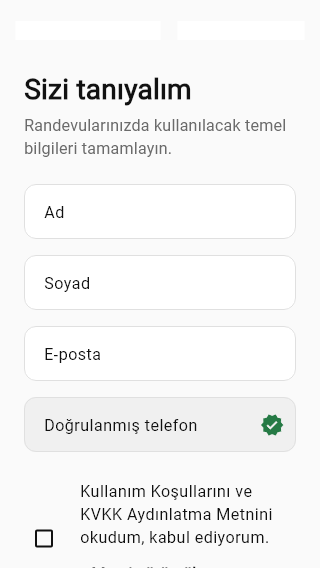 Sizi tanıyalım
Randevularınızda kullanılacak temel
bilgileri tamamlayın.
Ad
Soyad
E-posta
Doğrulanmış telefon
Kullanım Koşullarını ve
KVKK Aydınlatma Metnini
okudum, kabul ediyorum.